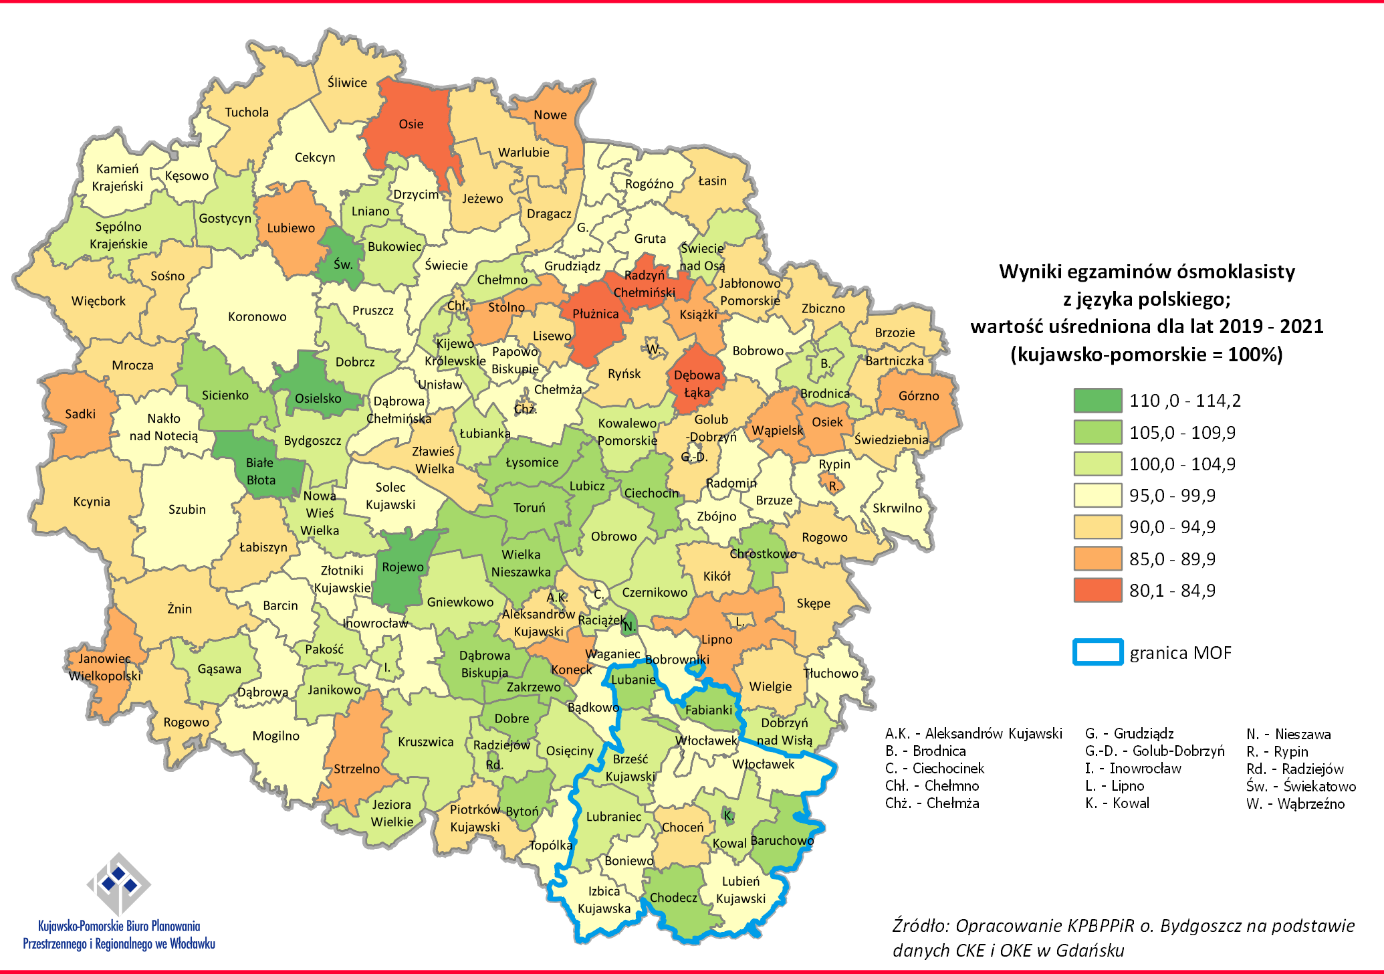 Śliwice
Tuchola
Osie
Nowe
Cekcyn
Warlubie
Kamień
Krajeński
Kęsowo
Drzycim
Rogóźno
Łasin
Jeżewo
Lniano
Dragacz
Gostycyn
Lubiewo
Sępólno
Krajeńskie
G.
Gruta
Bukowiec
Świecie
nad Osą
Św.
Świecie
Grudziądz
Sośno
Radzyń
Chełmiński
Chełmno
Jabłonowo
Pomorskie
Więcbork
Chł.
Stolno
Płużnica
Książki
Zbiczno
Koronowo
Pruszcz
Lisewo
Brzozie
Kijewo
Królewskie
W.
Papowo
Biskupie
Bobrowo
Bartniczka
Mrocza
Dobrcz
B.
Ryńsk
Dębowa
Łąka
Unisław
Chełmża
Brodnica
Sicienko
Osielsko
Górzno
Dąbrowa
Chełmińska
Chż.
Sadki
Nakło
nad Notecią
Kowalewo
Pomorskie
Golub
-Dobrzyń
Wąpielsk
Osiek
Bydgoszcz
Łubianka
Świedziebnia
Zławieś
Wielka
G.-D.
Białe
Błota
Łysomice
Rypin
R.
Radomin
Lubicz
Ciechocin
Solec
Kujawski
Kcynia
Nowa
Wieś
Wielka
Brzuze
Szubin
Toruń
Skrwilno
Zbójno
Obrowo
Rogowo
Łabiszyn
Chrostkowo
Wielka
Nieszawka
Rojewo
Złotniki
Kujawskie
Kikół
Czernikowo
A.K.
C.
Gniewkowo
Skępe
Żnin
Barcin
Aleksandrów
Kujawski
Raciążek
N.
L.
Inowrocław
Lipno
Pakość
Waganiec
Janowiec
Wielkopolski
Dąbrowa
Biskupia
Bobrowniki
Gąsawa
I.
Koneck
Tłuchowo
Lubanie
Zakrzewo
Wielgie
Dąbrowa
Janikowo
Bądkowo
Fabianki
Rogowo
Dobre
Dobrzyń
nad Wisłą
Mogilno
Kruszwica
Radziejów
Osięciny
Włocławek
Rd.
Brześć
Kujawski
Włocławek
Strzelno
Jeziora
Wielkie
Piotrków
Kujawski
Bytoń
Lubraniec
K.
Choceń
Kowal
Baruchowo
Topólka
Boniewo
Izbica
Kujawska
Chodecz
Lubień
Kujawski
Wyniki egzaminów ósmoklasisty
z języka polskiego;
wartość uśredniona dla lat 2019 - 2021
(kujawsko-pomorskie = 100%)
110 ,0 - 114,2
105,0 - 109,9
100,0 - 104,9
95,0 - 99,9
90,0 - 94,9
85,0 - 89,9
80,1 - 84,9
granica MOF
A.K. - Aleksandrów Kujawski
B. - Brodnica
C. - Ciechocinek
Chł. - Chełmno
Chż. - Chełmża
G. - Grudziądz
G.-D. - Golub-Dobrzyń
I. - Inowrocław
L. - Lipno
K. - Kowal
N. - Nieszawa
R. - Rypin
Rd. - Radziejów
Św. - Świekatowo
W. - Wąbrzeźno
Kujawsko-Pomorskie Biuro Planowania
Przestrzennego i Regionalnego we Włocławku
Źródło: Opracowanie KPBPPiR o. Bydgoszcz na podstawie
danych CKE i OKE w Gdańsku